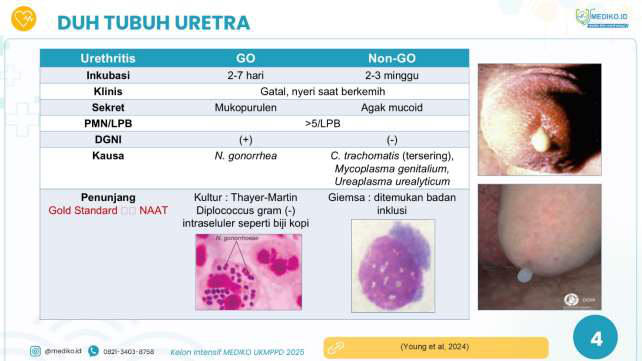 DUH TUBUH URETRA
MEDIKO.ID
Urethritis GO Non-GO
Inkubasi 2-7 hari 2-3 minggu
Klinis Gatal, nyeri saat berkemih
Sekret Mukopurulen Agak mucoid
PMN/LPB >5/LPB
DGNI (+) (-)
Kausa N. gonorrhea C. trachomatis (tersering),
Mycoplasma genitalium,
Ureaplasma urealyticum
Penunjang Kultur : Thayer-Martin Giemsa : ditemukan badan
Gold Standard □□ NAAT Diplococcus gram (-) inklusi
intraseluler seperti biji kopi
N. gonorrhoeae
@mediko.id 0821-3403-8758 Kelon Intensif MEDIKO UKMPPD 2025
(Young et al, 2024)
4